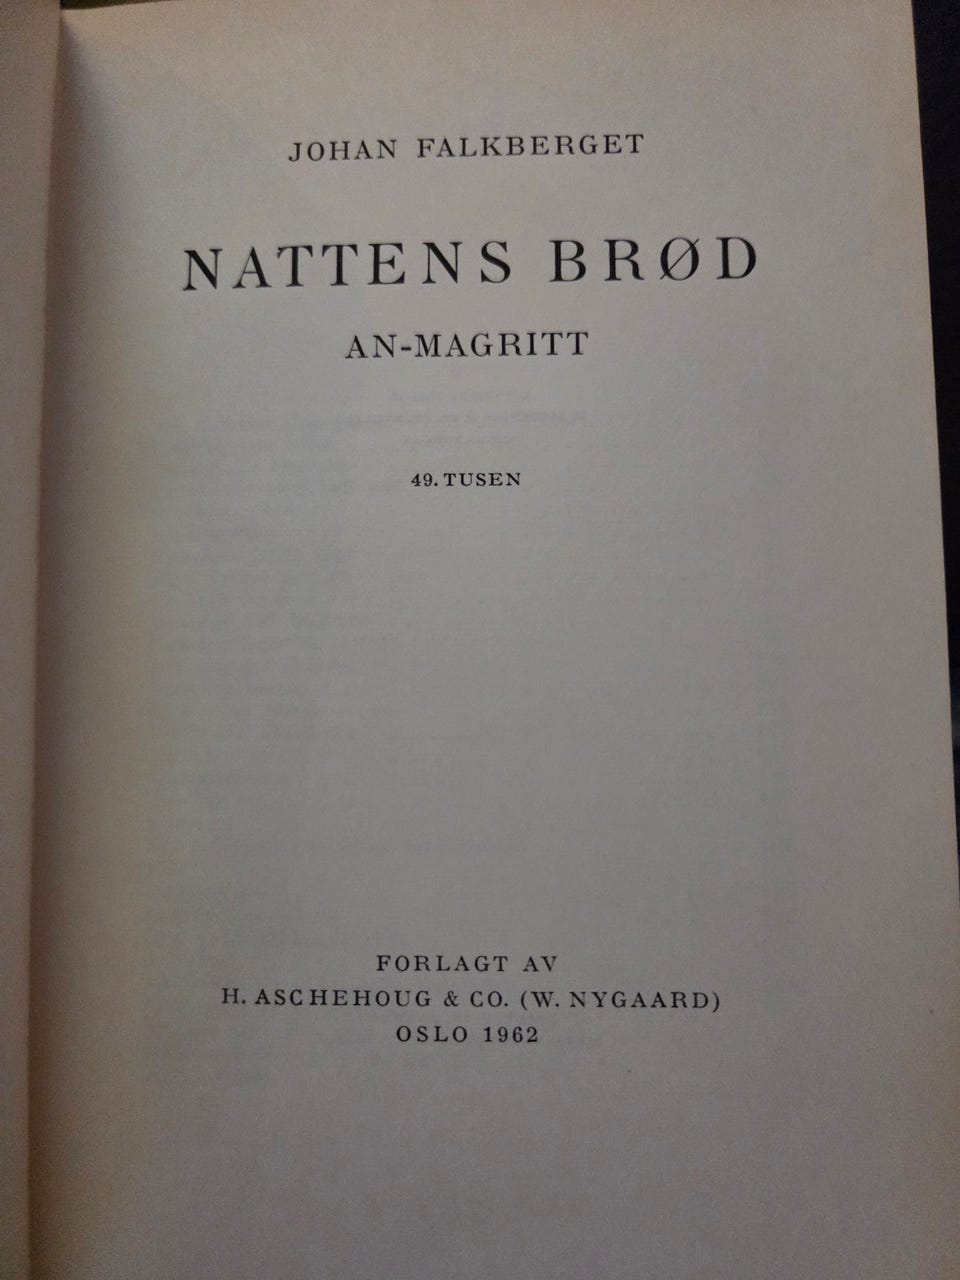 JOHAN FALKBERGET
NATTENS BRØD
AN-MAGRITT
49. TUSEN
FORLAGT AV
H. ASCHEHOUG & CO. (W. NYGAARD)
OSLO 1962